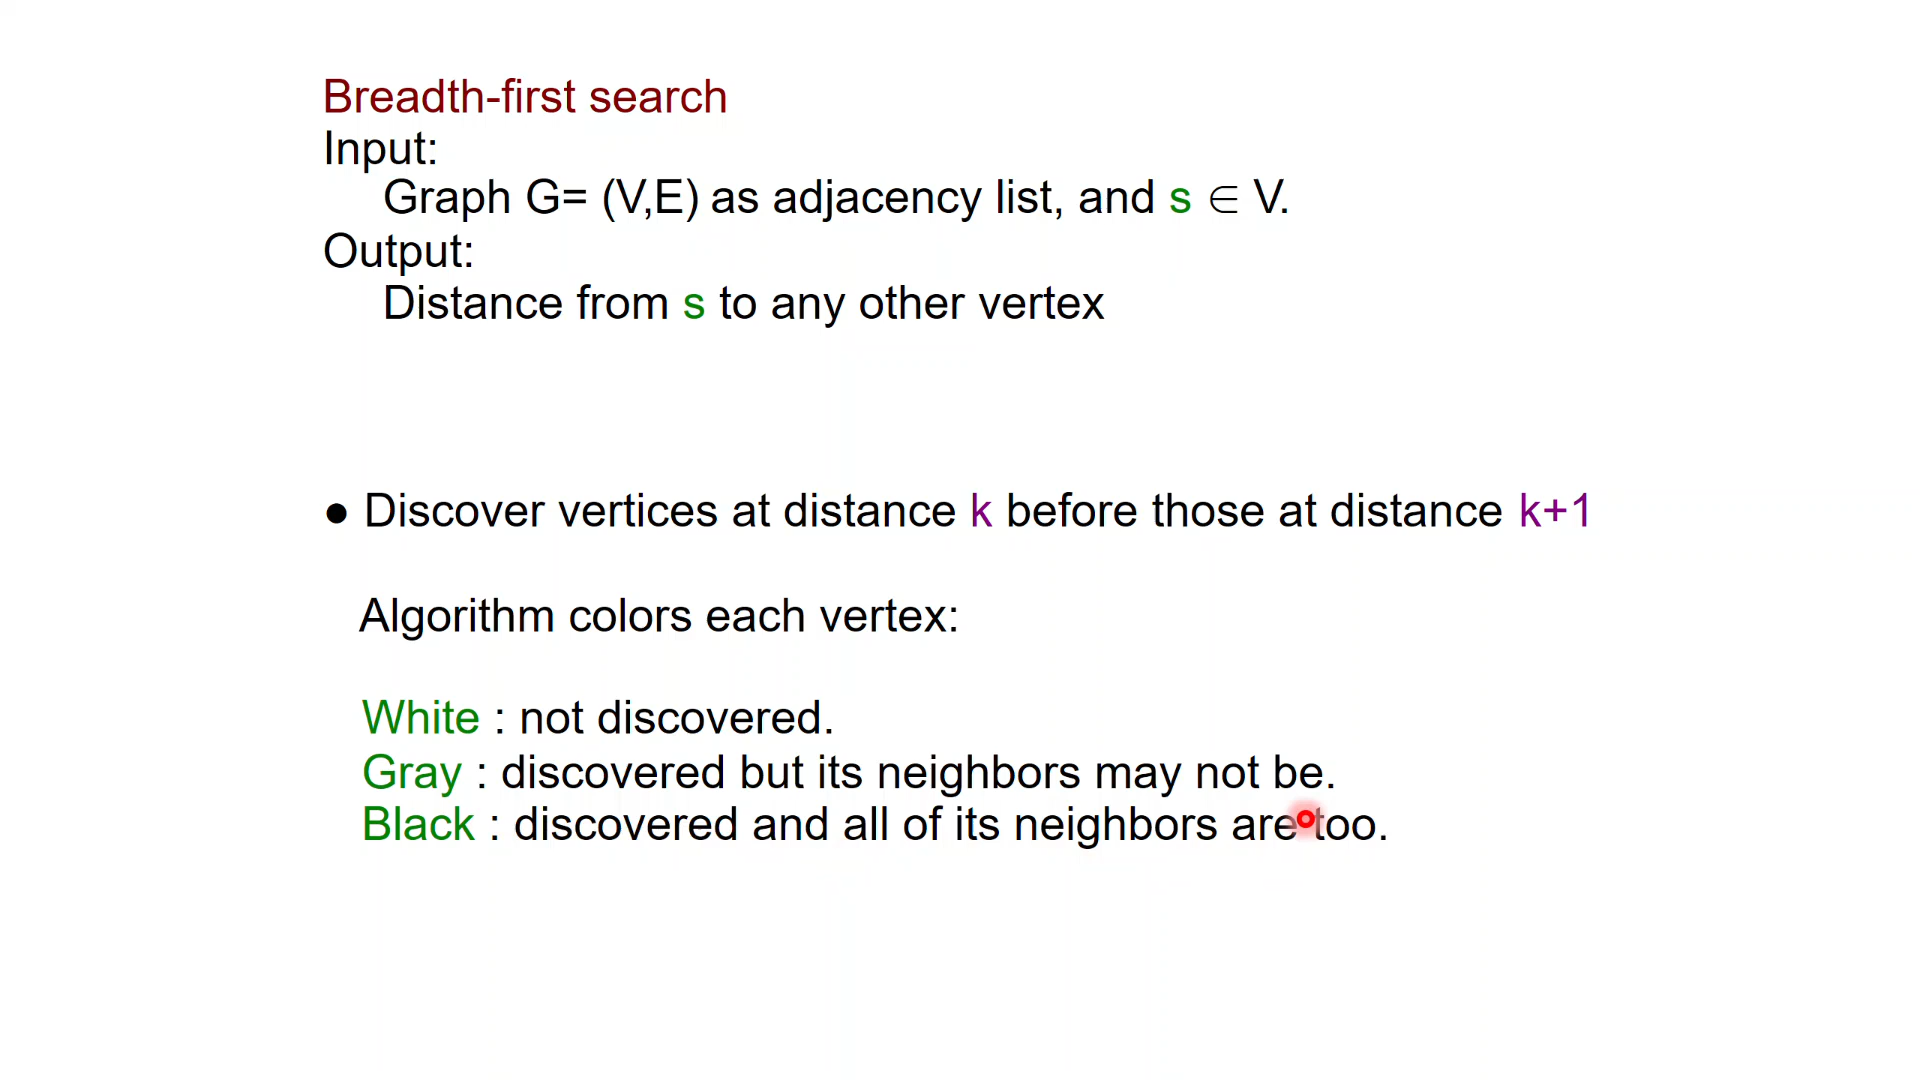 Breadth-first search
Input:
Graph G= (V,E) as adjacency list, and s ∈ V.
Output:
Distance from s to any other vertex
● Discover vertices at distance k before those at distance k+1
Algorithm colors each vertex:
White : not discovered.
Gray : discovered but its neighbors may not be.
Black : discovered and all of its neighbors are too.